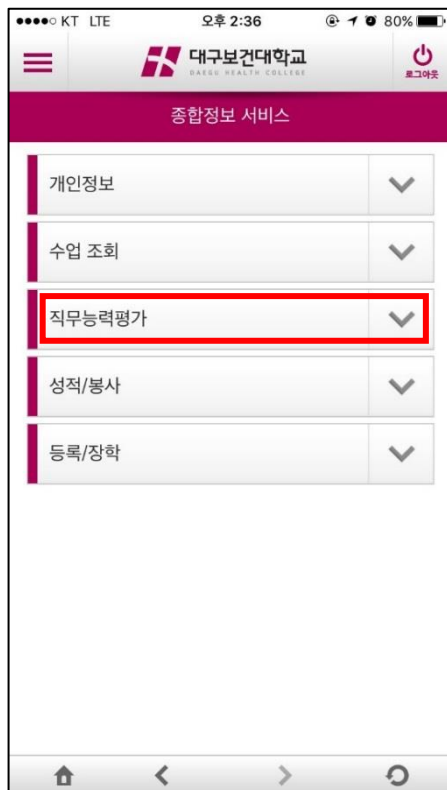 KT LTE 오후 2:36 80%
대구보건대학교
DAEGU HEALTH COLLEGE
로그아웃
종합정보 서비스
개인정보
수업 조회
직무능력평가
성적/봉사
등록/장학